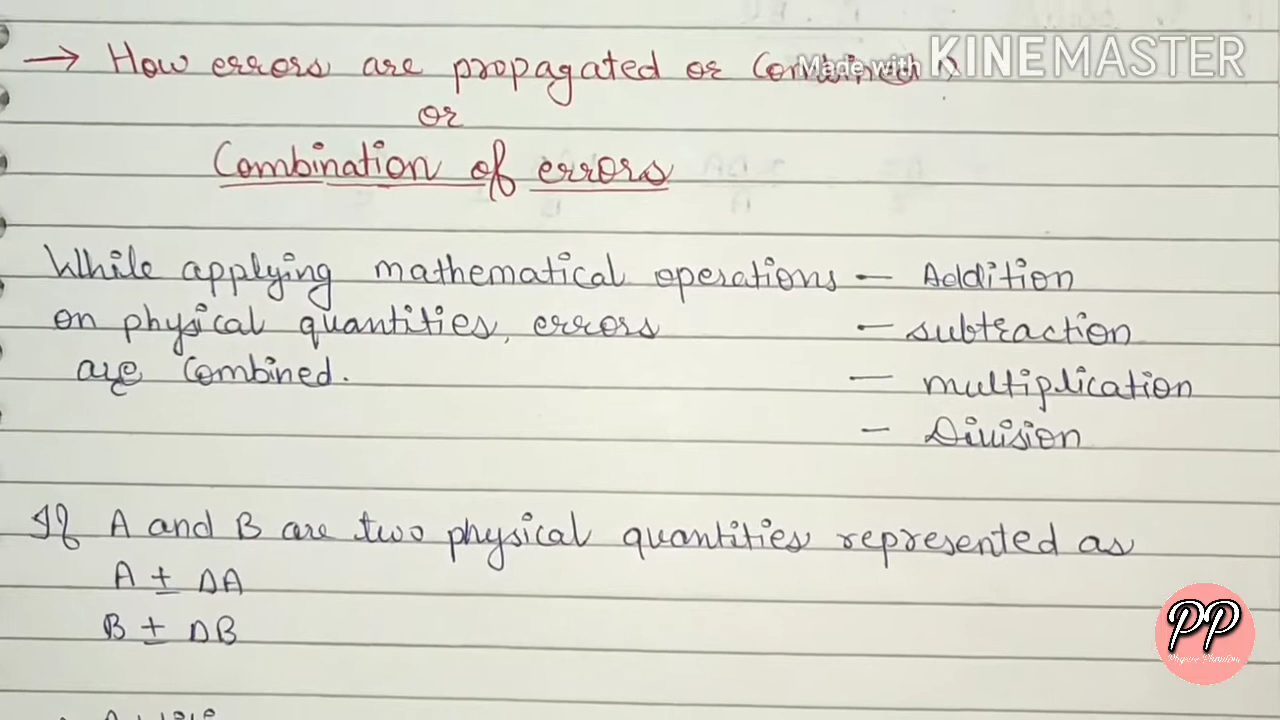 → How errors are propagated or Combined ?
Made with KINEMASTER
or
Combination of errors
While applying mathematical operations — Addition
on physical quantities, errors — subtraction
are Combined. — multiplication
— Division
If A and B are two physical quantities represented as
A ± ΔA
B ± ΔB
PP